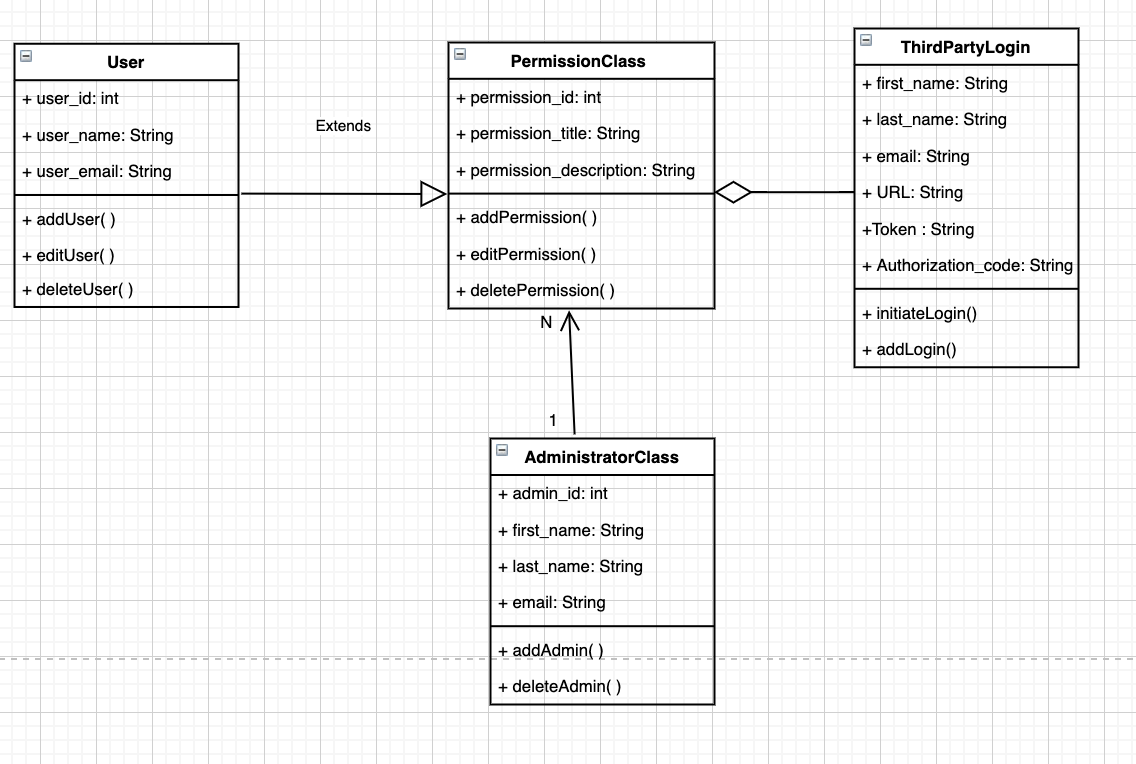 User
+ user_id: int
+ user_name: String
+ user_email: String
+ addUser( )
+ editUser( )
+ deleteUser( )
Extends
PermissionClass
+ permission_id: int
+ permission_title: String
+ permission_description: String
+ addPermission( )
+ editPermission( )
+ deletePermission( )
ThirdPartyLogin
+ first_name: String
+ last_name: String
+ email: String
+ URL: String
+Token : String
+ Authorization_code: String
+ initiateLogin()
+ addLogin()
N
1
AdministratorClass
+ admin_id: int
+ first_name: String
+ last_name: String
+ email: String
+ addAdmin( )
+ deleteAdmin( )